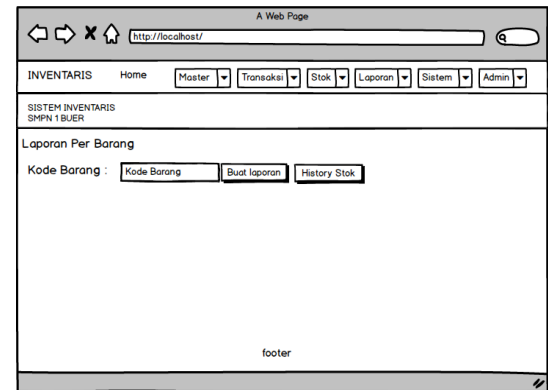 A Web Page
http://localhost/
INVENTARIS Home Master Transaksi Stok Laporan Sistem Admin
SISTEM INVENTARIS
SMPN 1 BUER
Laporan Per Barang
Kode Barang : Kode Barang Buat laporan History Stok
footer